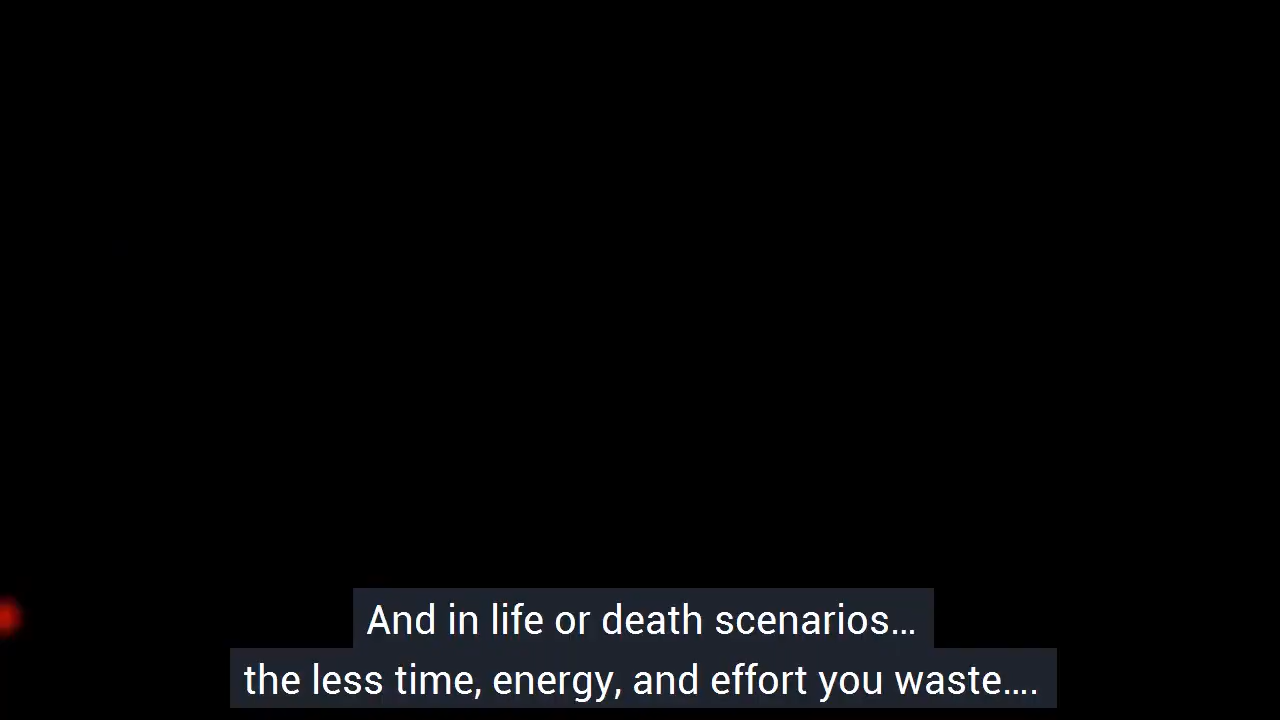 And in life or death scenarios…
the less time, energy, and effort you waste….